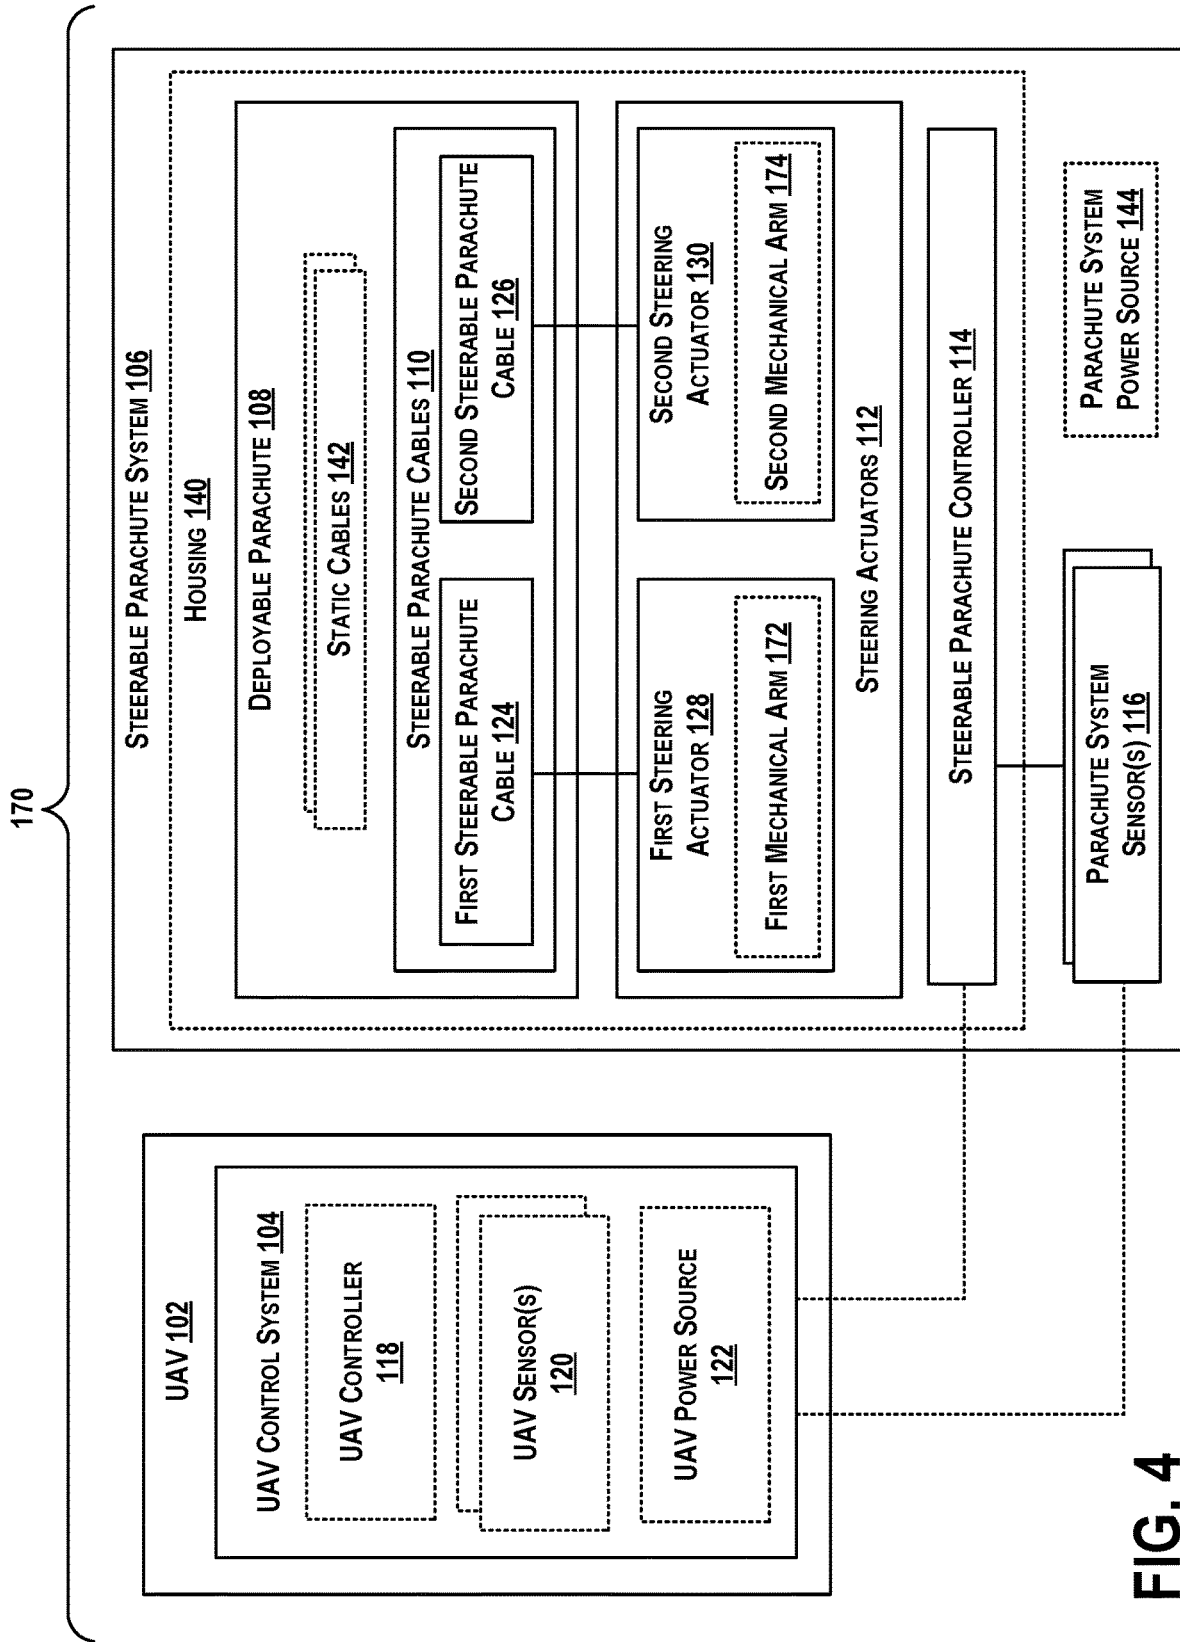 170
UAV 102
UAV CONTROL SYSTEM 104
UAV CONTROLLER
118
UAV SENSOR(S)
120
UAV POWER SOURCE
122
STEERABLE PARACHUTE SYSTEM 106
HOUSING 140
DEPLOYABLE PARACHUTE 108
STATIC CABLES 142
STEERABLE PARACHUTE CABLES 110
FIRST STEERABLE PARACHUTE
CABLE 124
SECOND STEERABLE PARACHUTE
CABLE 126
FIRST STEERING
ACTUATOR 128
FIRST MECHANICAL ARM 172
SECOND STEERING
ACTUATOR 130
SECOND MECHANICAL ARM 174
STEERING ACTUATORS 112
STEERABLE PARACHUTE CONTROLLER 114
PARACHUTE SYSTEM
SENSOR(S) 116
PARACHUTE SYSTEM
POWER SOURCE 144
FIG. 4